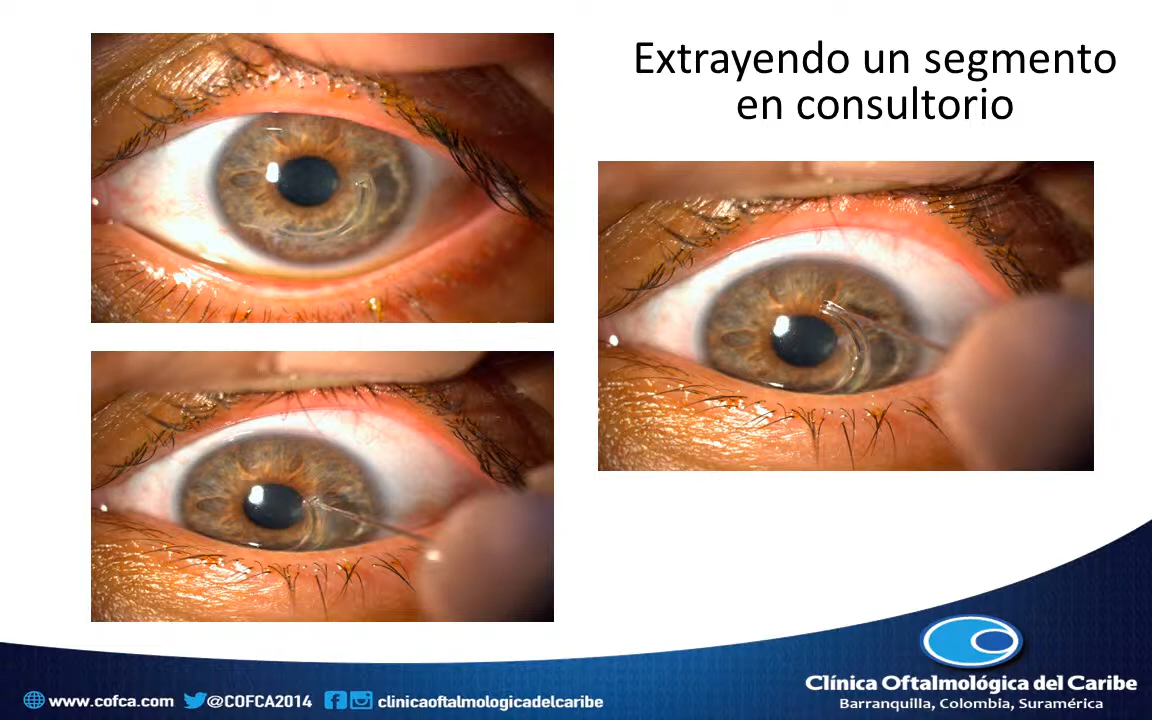 Extrayendo un segmento
en consultorio
Clínica Oftalmológica del Caribe
Barranquilla, Colombia, Suramérica
www.cofca.com @COFCA2014 clinicaoftalmologicadelcaribe